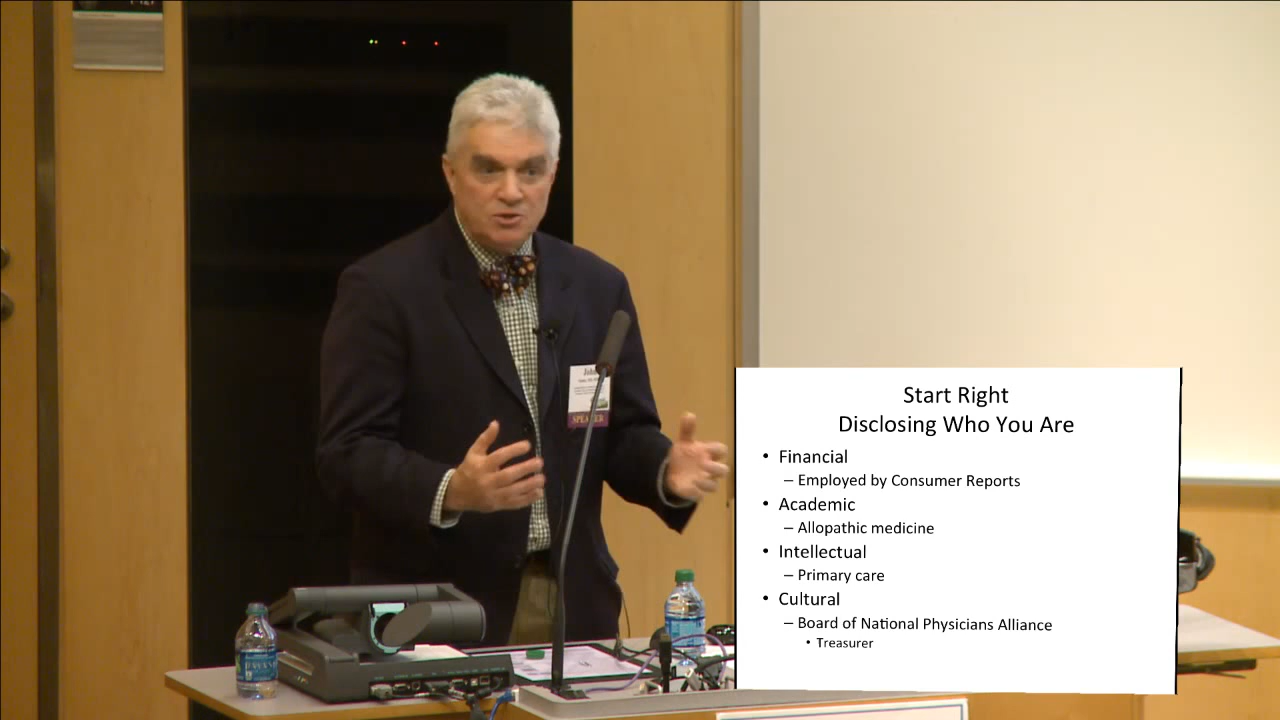 John
SPEAKER
Start Right
Disclosing Who You Are
• Financial
– Employed by Consumer Reports
• Academic
– Allopathic medicine
• Intellectual
– Primary care
• Cultural
– Board of National Physicians Alliance
• Treasurer